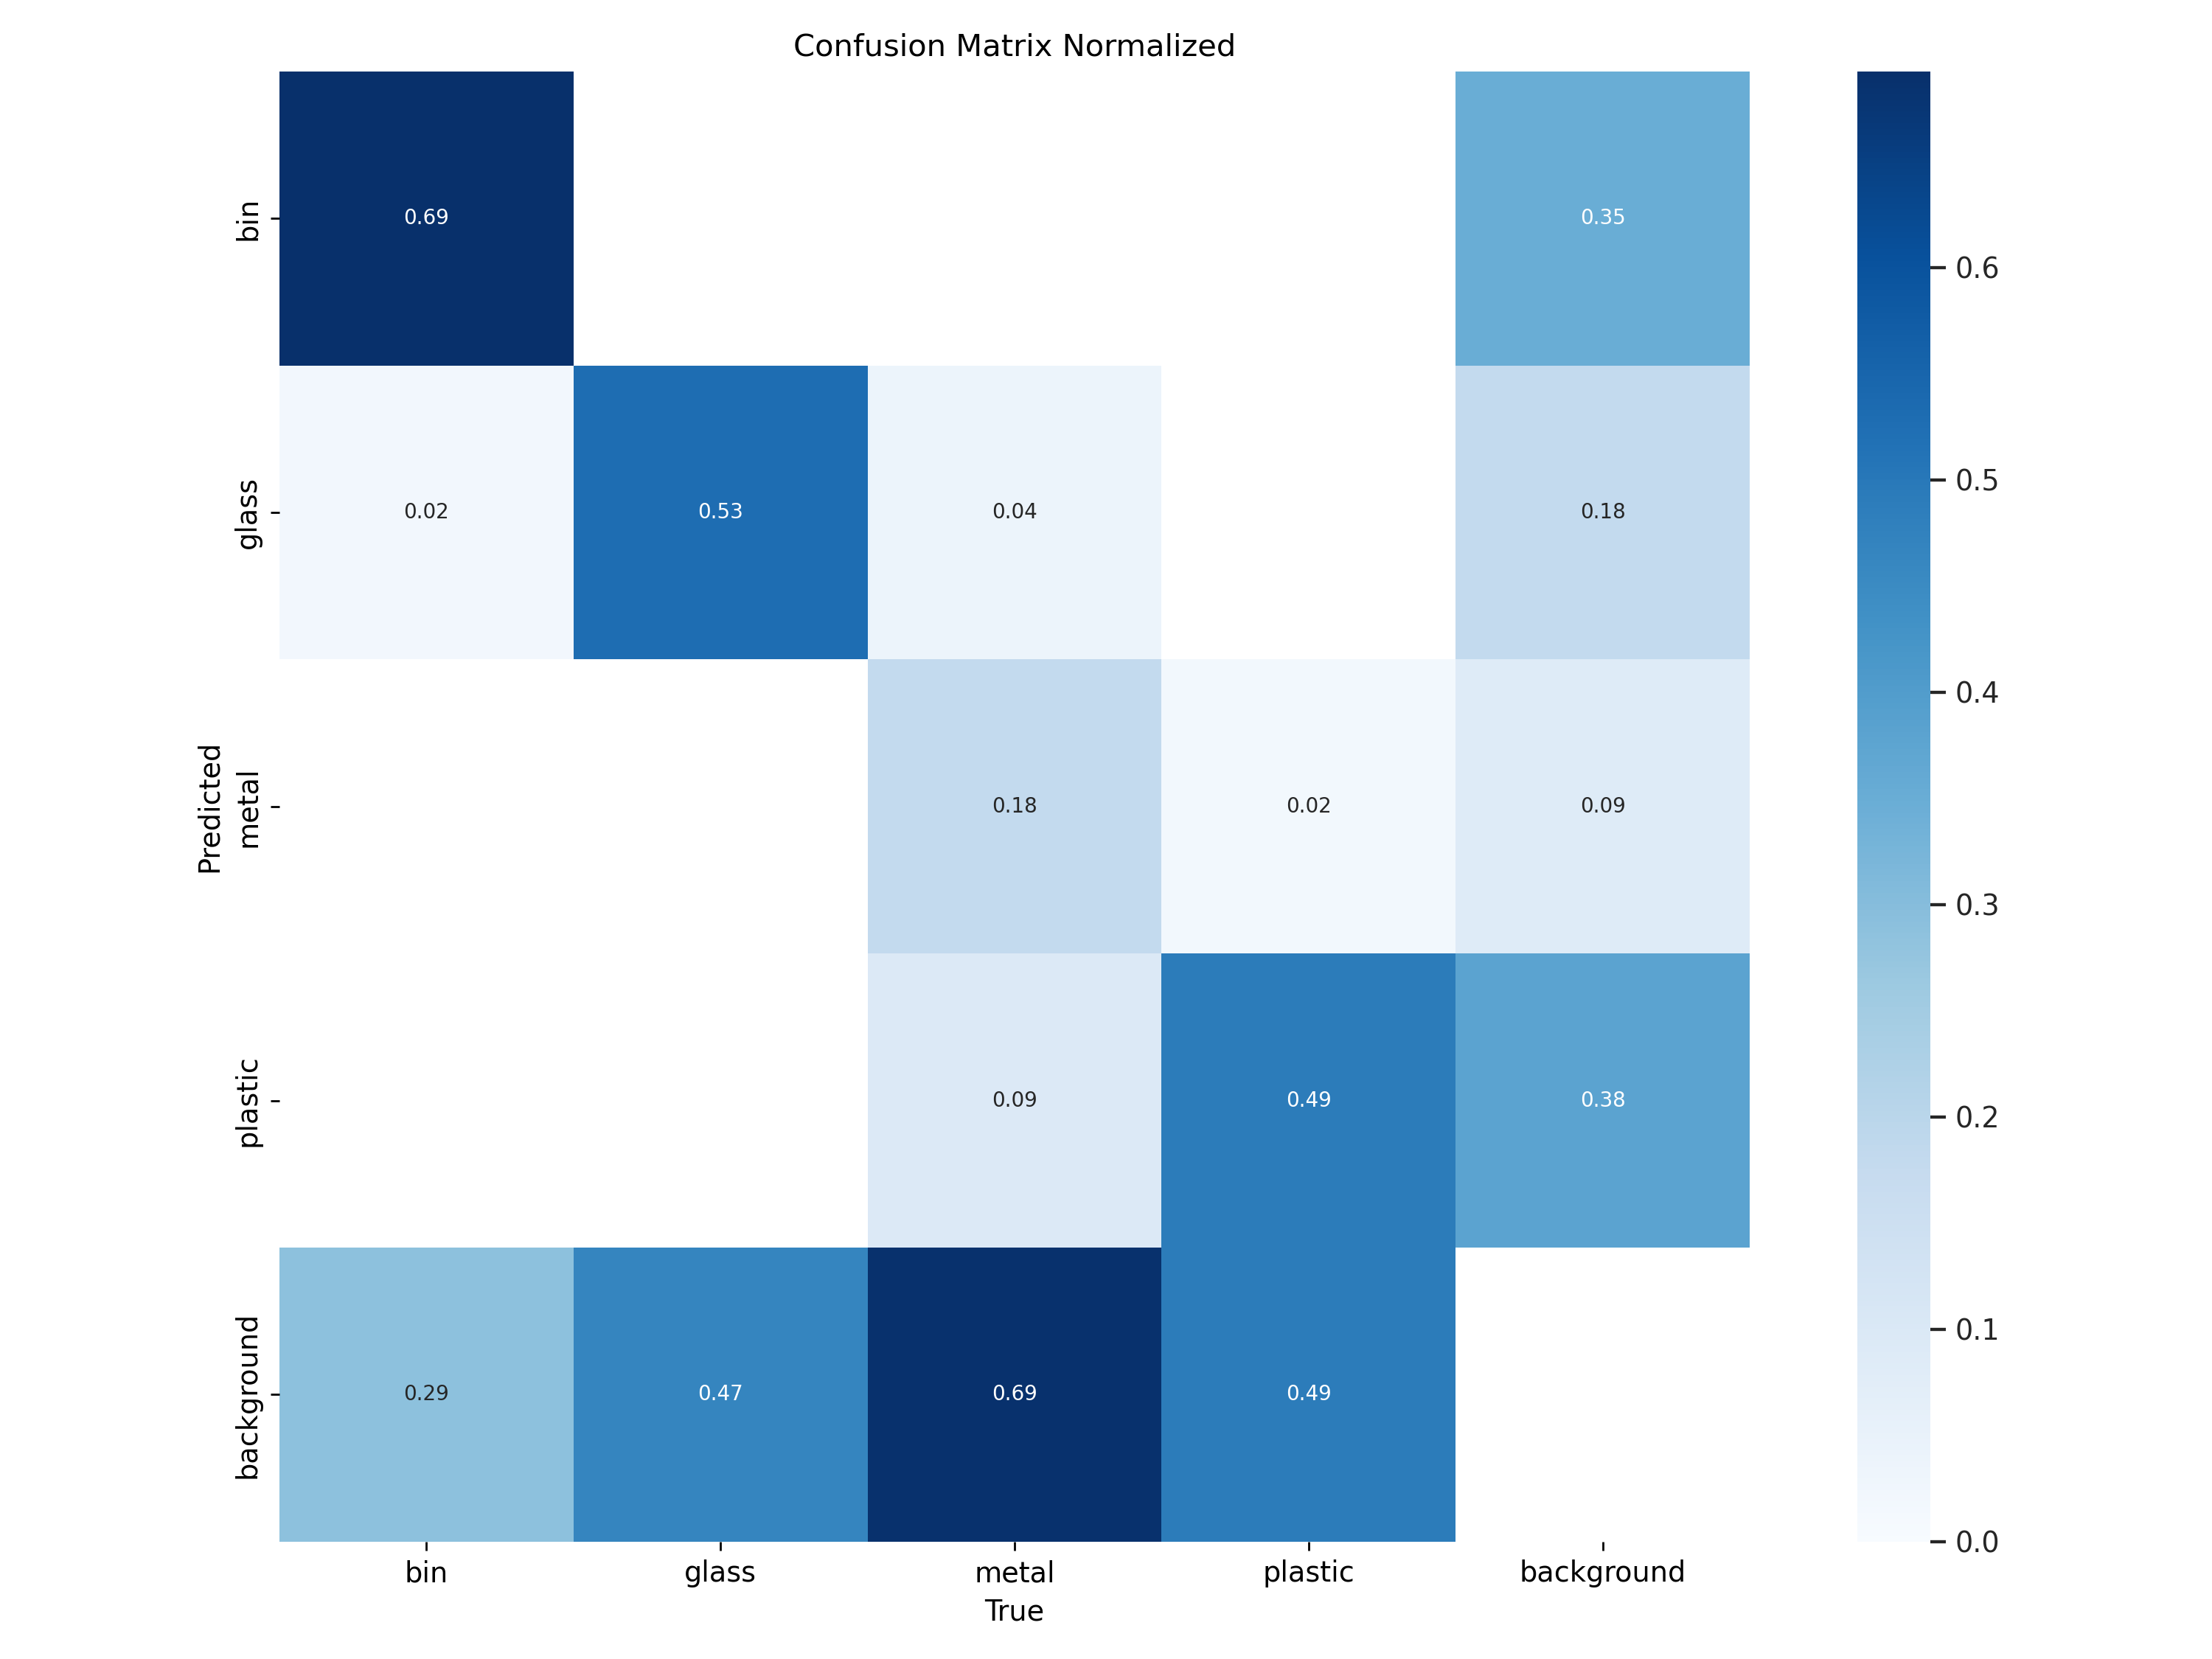 Confusion Matrix Normalized
bin
0.69
0.35
glass
0.02
0.53
0.04
0.18
Predicted
metal
0.18
0.02
0.09
plastic
0.09
0.49
0.38
background
0.29
0.47
0.69
0.49
bin
glass
metal
plastic
background
True
0.6
0.5
0.4
0.3
0.2
0.1
0.0